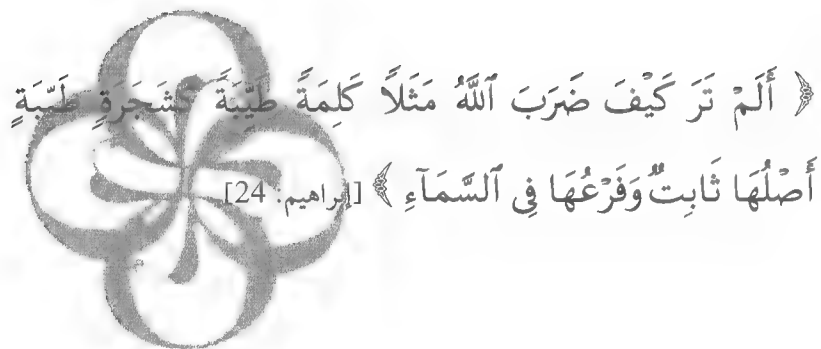 ﴿ أَلَمْ تَرَ كَيْفَ ضَرَبَ ٱللَّهُ مَثَلًا كَلِمَةً طَيِّبَةً كَشَجَرَةٍ طَيِّبَةٍ
أَصْلُهَا ثَابِتٌ وَفَرْعُهَا فِى ٱلسَّمَآءِ ﴾ [إبراهيم: 24]